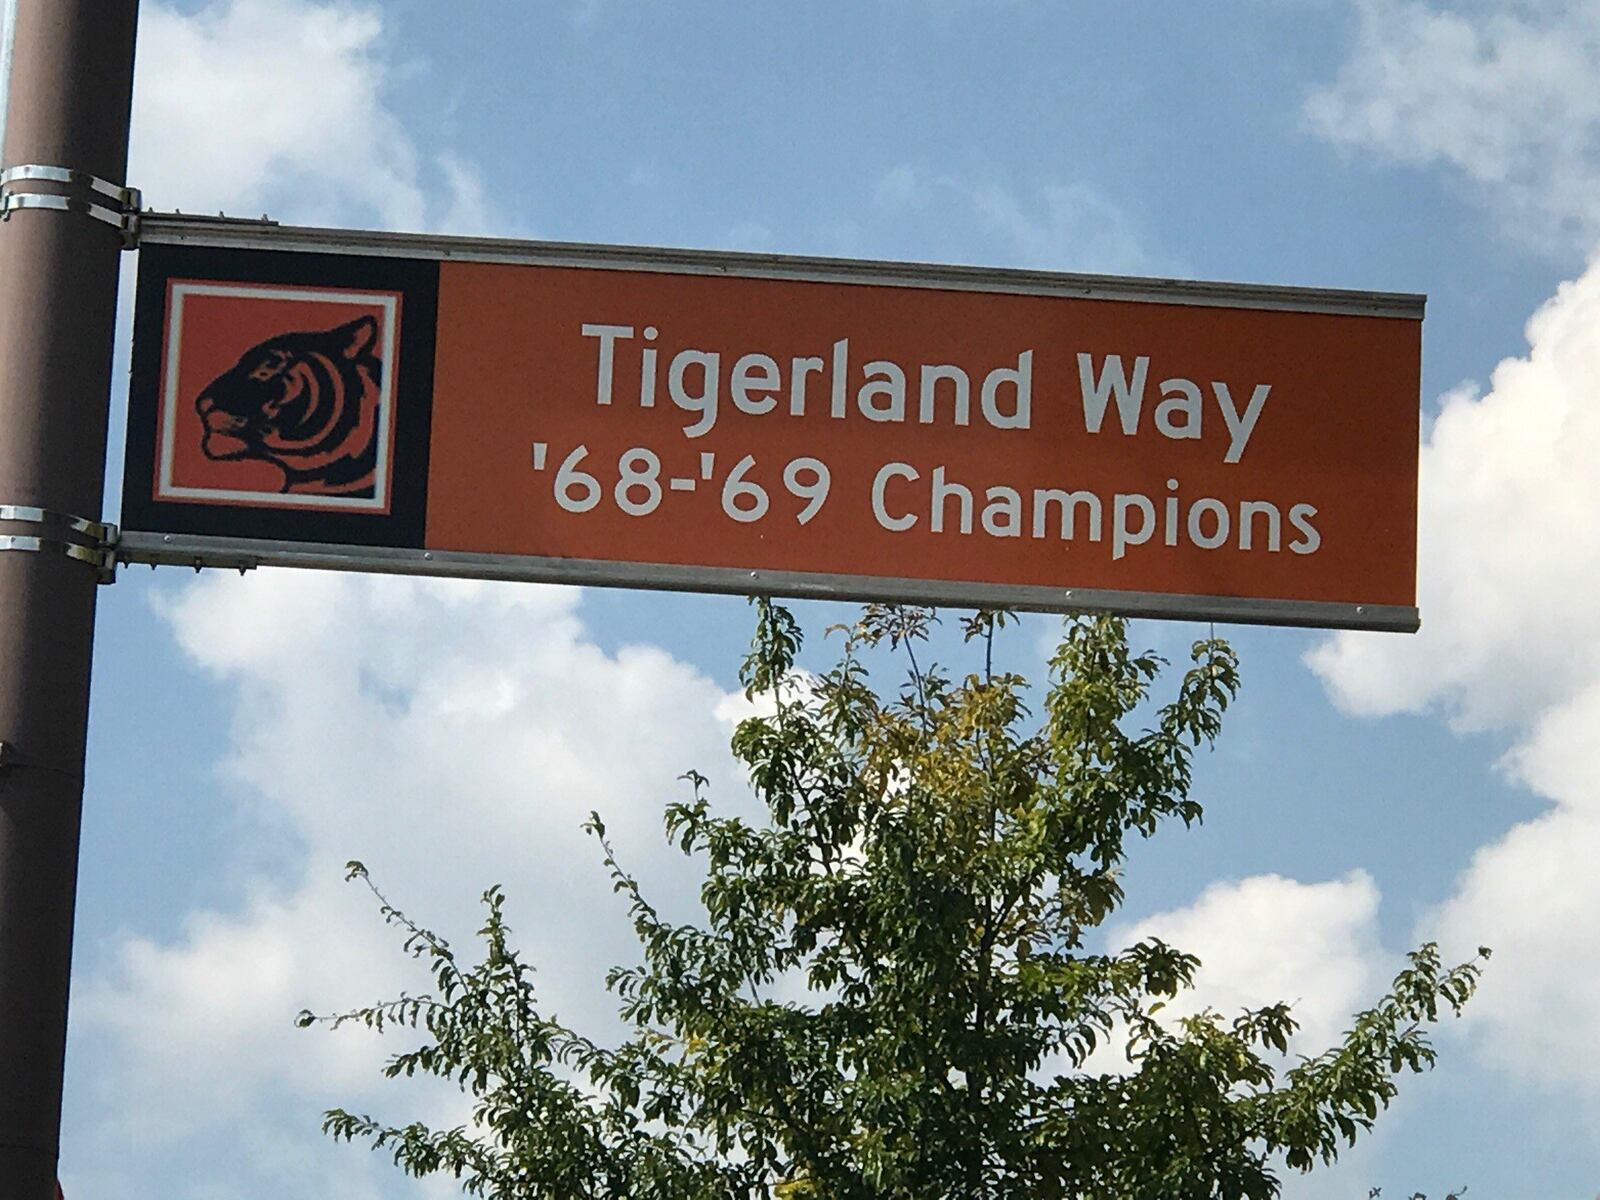 Tigerland Way
'68-'69 Champions